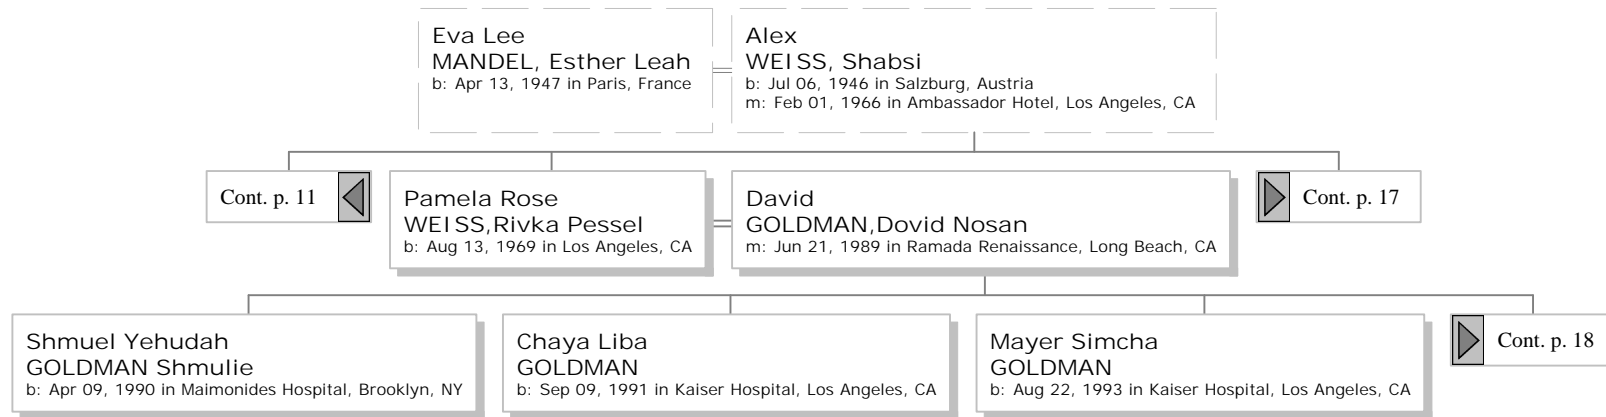 Eva Lee
MANDEL, Esther Leah
b: Apr 13, 1947 in Paris, France
Alex
WEISS, Shabsi
b: Jul 06, 1946 in Salzburg, Austria
m: Feb 01, 1966 in Ambassador Hotel, Los Angeles, CA
Cont. p. 11
Pamela Rose
WEISS,Rivka Pessel
b: Aug 13, 1969 in Los Angeles, CA
David
GOLDMAN,Dovid Nosan
m: Jun 21, 1989 in Ramada Renaissance, Long Beach, CA
Cont. p. 17
Shmuel Yehudah
GOLDMAN Shmulie
b: Apr 09, 1990 in Maimonides Hospital, Brooklyn, NY
Chaya Liba
GOLDMAN
b: Sep 09, 1991 in Kaiser Hospital, Los Angeles, CA
Mayer Simcha
GOLDMAN
b: Aug 22, 1993 in Kaiser Hospital, Los Angeles, CA
Cont. p. 18